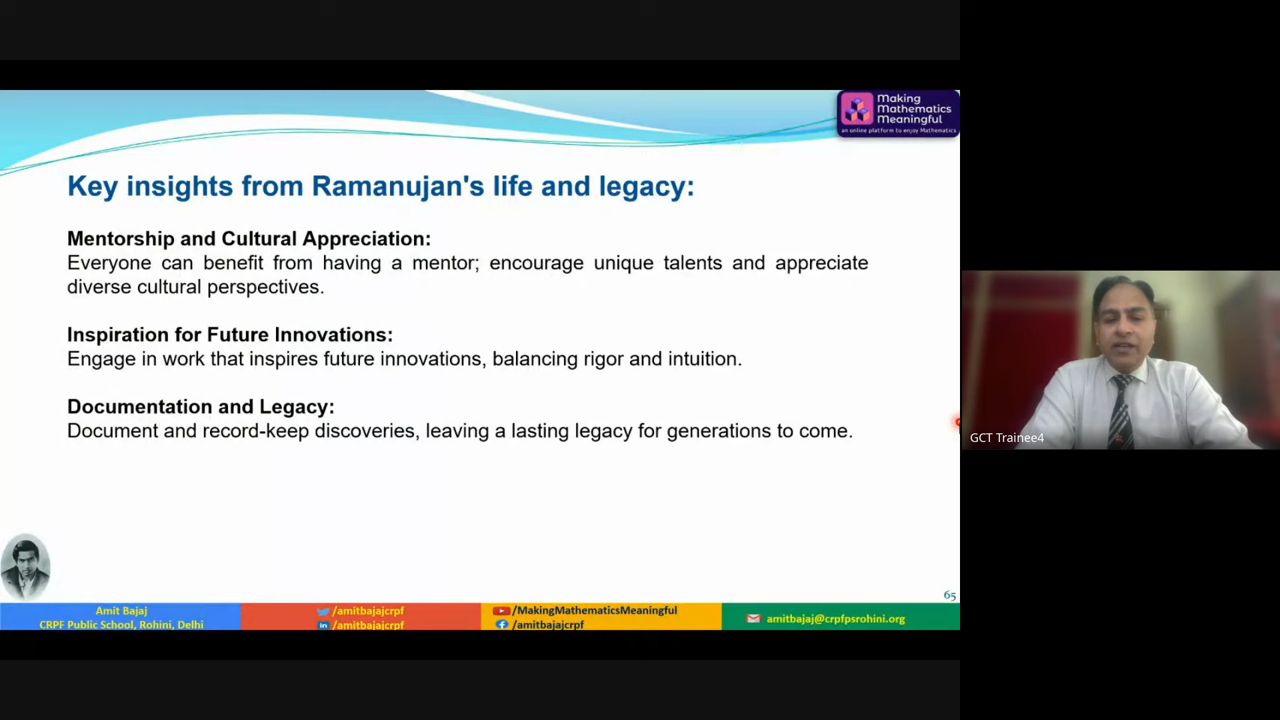 Making
Mathematics
Meaningful
an online platform to enjoy Mathematics
Key insights from Ramanujan's life and legacy:
Mentorship and Cultural Appreciation:
Everyone can benefit from having a mentor; encourage unique talents and appreciate
diverse cultural perspectives.
Inspiration for Future Innovations:
Engage in work that inspires future innovations, balancing rigor and intuition.
Documentation and Legacy:
Document and record-keep discoveries, leaving a lasting legacy for generations to come.
GCT Trainee4
65
Amit Bajaj
CRPF Public School, Rohini, Delhi
/amitbajajcrpf
/amitbajajcrpf
/MakingMathematicsMeaningful
/amitbajajcrpf
amitbajaj@crpfpsrohini.org